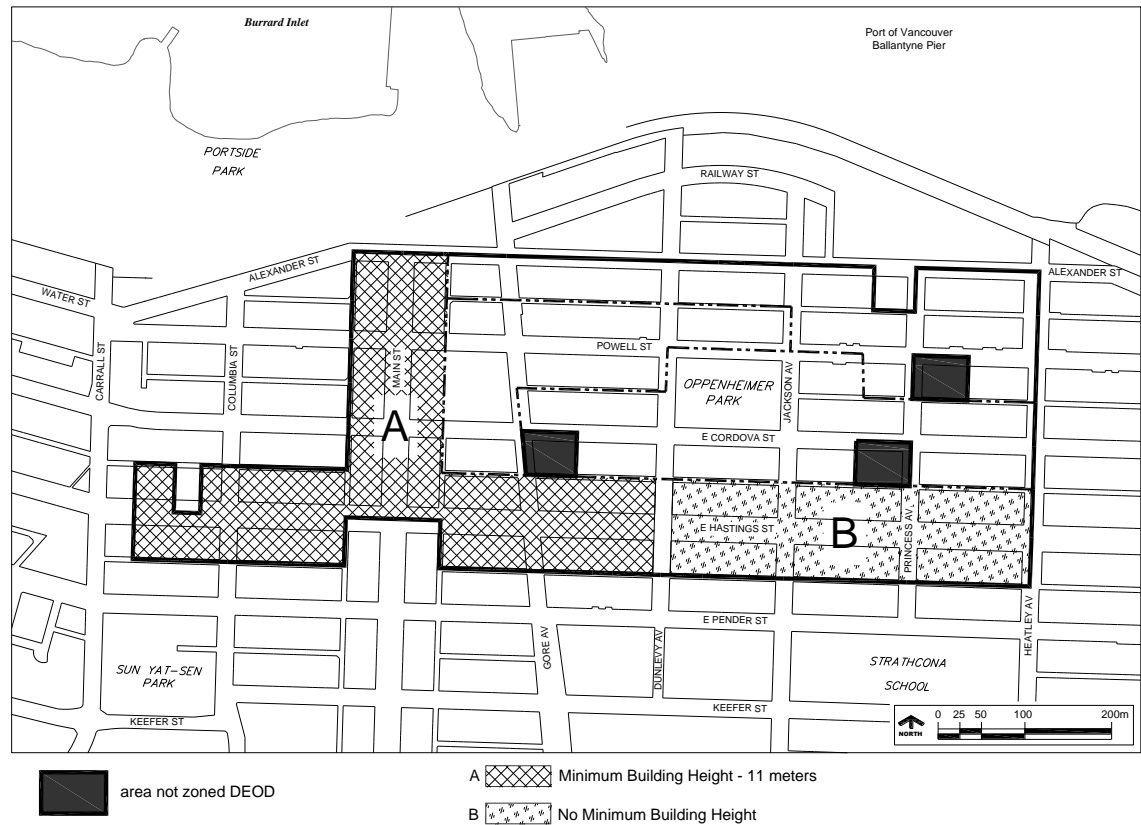 Burrard Inlet
Port of Vancouver
Ballantyne Pier
PORTSIDE
PARK
RAILWAY ST
ALEXANDER ST
ALEXANDER ST
WATER ST
CARRALL ST
COLUMBIA ST
MAIN ST
POWELL ST
OPPENHEIMER
PARK
JACKSON AV
A
E CORDOVA ST
E HASTINGS ST
B
PRINCESS AV
E PENDER ST
GORE AV
DUNLEVY AV
HEATLEY AV
SUN YAT-SEN
PARK
STRATHCONA
SCHOOL
KEEFER ST
KEEFER ST
NORTH
0 25 50 100 200m
area not zoned DEOD
A Minimum Building Height - 11 meters
B No Minimum Building Height